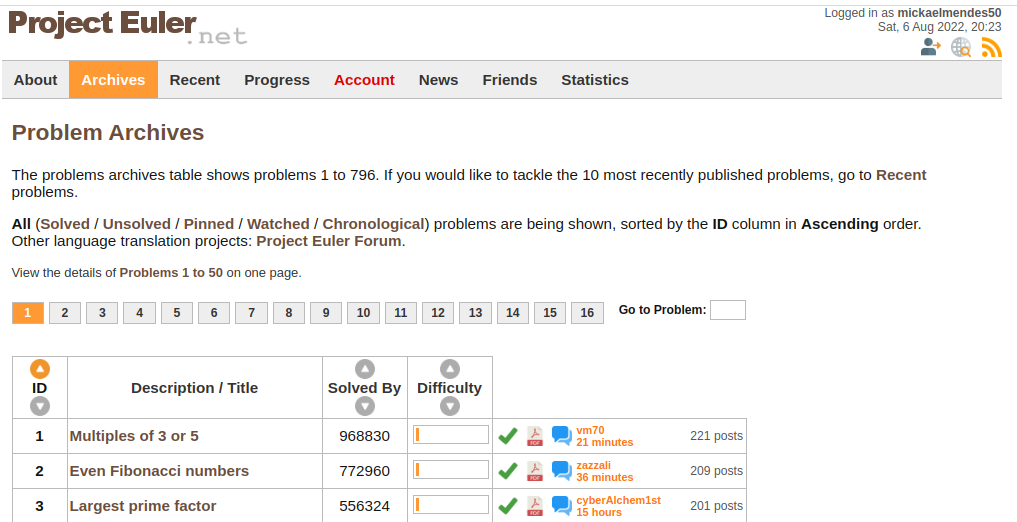 Project Euler.net
Logged in as mickaelmendes50
Sat, 6 Aug 2022, 20:23
About Archives Recent Progress Account News Friends Statistics
Problem Archives
The problems archives table shows problems 1 to 796. If you would like to tackle the 10 most recently published problems, go to Recent
problems.
All (Solved / Unsolved / Pinned / Watched / Chronological) problems are being shown, sorted by the ID column in Ascending order.
Other language translation projects: Project Euler Forum.
View the details of Problems 1 to 50 on one page.
1 2 3 4 5 6 7 8 9 10 11 12 13 14 15 16 Go to Problem:
ID Description / Title Solved By Difficulty
1 Multiples of 3 or 5 968830 PDF vm70 221 posts
21 minutes
2 Even Fibonacci numbers 772960 PDF zazzali 209 posts
36 minutes
3 Largest prime factor 556324 PDF cyberAlchem1st 201 posts
15 hours